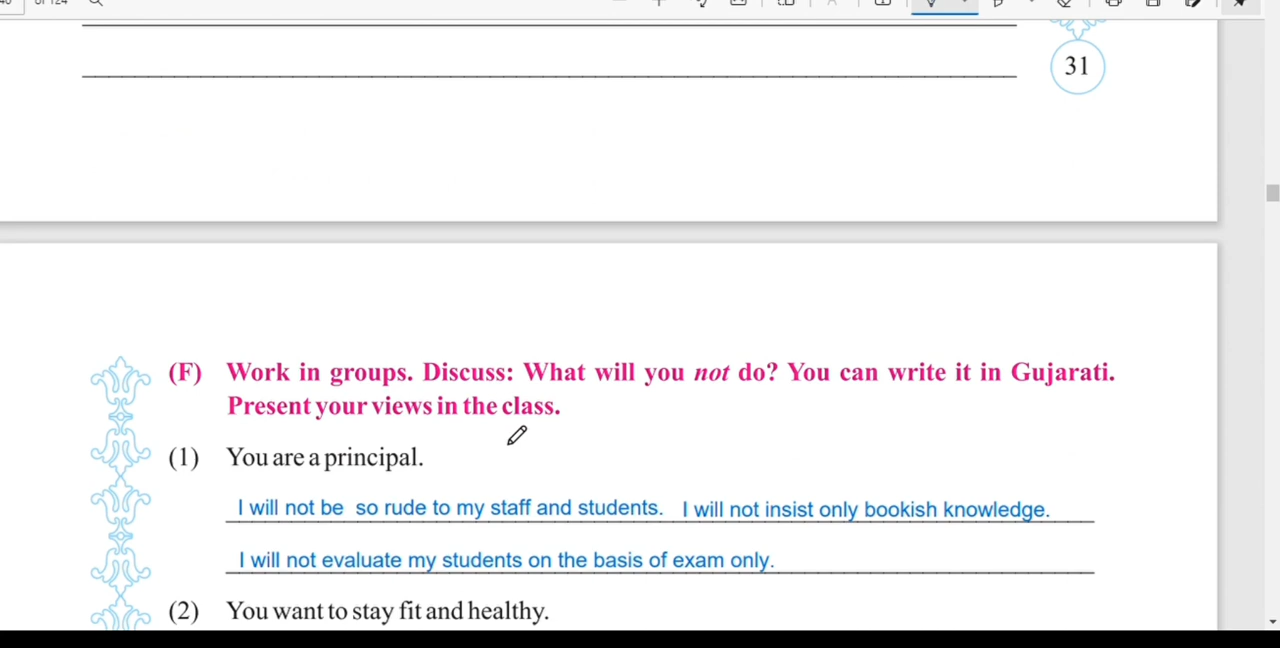 31
(F) Work in groups. Discuss: What will you not do? You can write it in Gujarati.
Present your views in the class.
(1) You are a principal.
I will not be so rude to my staff and students. I will not insist only bookish knowledge.
I will not evaluate my students on the basis of exam only.
(2) You want to stay fit and healthy.